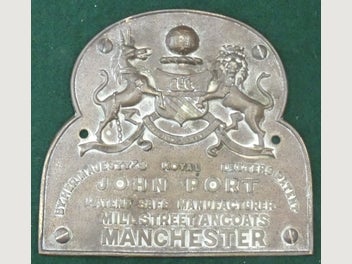 BY HER MAJESTY'S ROYAL LETTERS PATENT
JOHN PORT
PATENT SAFE MANUFACTURER
MILL STREET ANCOATS
MANCHESTER